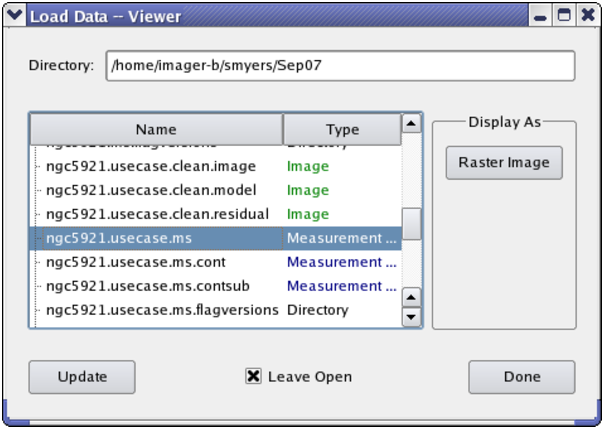 Load Data -- Viewer
Directory: /home/imager-b/smyers/Sep07
Name Type
Display As
Directory
Raster Image
ngc5921.usecase.clean.image Image
ngc5921.usecase.clean.model Image
ngc5921.usecase.clean.residual Image
ngc5921.usecase.ms Measurement ...
ngc5921.usecase.ms.cont Measurement ...
ngc5921.usecase.ms.contsub Measurement ...
ngc5921.usecase.ms.flagversions Directory
Update
Leave Open
Done